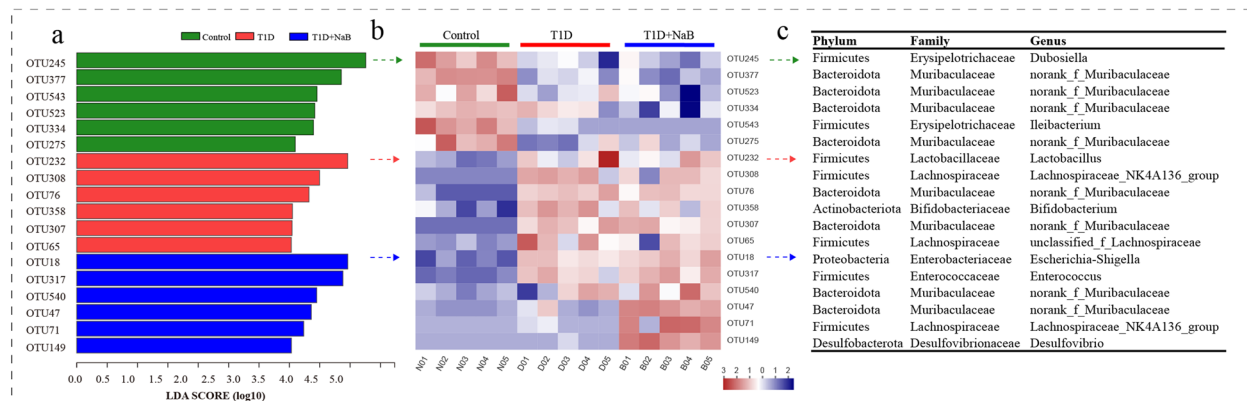 a
Control T1D T1D+NaB
OTU245
OTU377
OTU543
OTU523
OTU334
OTU275
OTU232
OTU308
OTU76
OTU358
OTU307
OTU65
OTU18
OTU317
OTU540
OTU47
OTU71
OTU149
0.0 1.0 1.5 2.0 2.5 3.0 3.5 4.0 4.5 5.0
LDA SCORE (log10)
b
Control T1D T1D+NaB
OTU245
OTU377
OTU523
OTU334
OTU543
OTU275
OTU232
OTU308
OTU76
OTU358
OTU307
OTU65
OTU18
OTU317
OTU540
OTU47
OTU71
OTU149
N01 N02 N03 N04 N05 D01 D02 D03 D04 D05 B01 B02 B03 B04 B05
3 2 1 0 1 2
c
Phylum Family Genus
Firmicutes Erysipelotrichaceae Dubosiella
Bacteroidota Muribaculaceae norank_f_Muribaculaceae
Bacteroidota Muribaculaceae norank_f_Muribaculaceae
Bacteroidota Muribaculaceae norank_f_Muribaculaceae
Firmicutes Erysipelotrichaceae Ileibacterium
Bacteroidota Muribaculaceae norank_f_Muribaculaceae
Firmicutes Lactobacillaceae Lactobacillus
Firmicutes Lachnospiraceae Lachnospiraceae_NK4A136_group
Bacteroidota Muribaculaceae norank_f_Muribaculaceae
Actinobacteriota Bifidobacteriaceae Bifidobacterium
Bacteroidota Muribaculaceae norank_f_Muribaculaceae
Firmicutes Lachnospiraceae unclassified_f_Lachnospiraceae
Proteobacteria Enterobacteriaceae Escherichia-Shigella
Firmicutes Enterococcaceae Enterococcus
Bacteroidota Muribaculaceae norank_f_Muribaculaceae
Bacteroidota Muribaculaceae norank_f_Muribaculaceae
Firmicutes Lachnospiraceae Lachnospiraceae_NK4A136_group
Desulfobacterota Desulfovibrionaceae Desulfovibrio